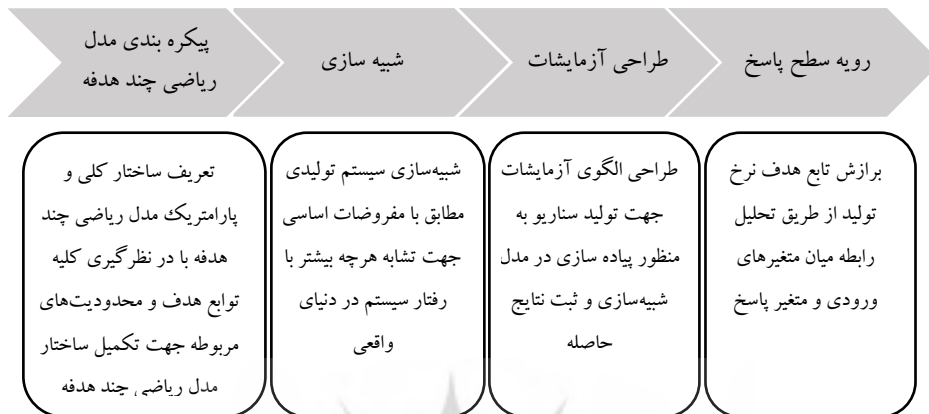 پیکره بندی مدل
ریاضی چند هدفه
شبیه سازی
طراحی آزمایشات
رویه سطح پاسخ
تعریف ساختار کلی و
پارامتریک مدل ریاضی چند
هدفه با در نظرگیری کلیه
توابع هدف و محدودیت‌های
مربوطه جهت تکمیل ساختار
مدل ریاضی چند هدفه
شبیه‌سازی سیستم تولیدی
مطابق با مفروضات اساسی
جهت تشابه هرچه بیشتر با
رفتار سیستم در دنیای
واقعی
طراحی الگوی آزمایشات
جهت تولید سناریو به
منظور پیاده سازی در مدل
شبیه‌سازی و ثبت نتایج
حاصله
برازش تابع هدف نرخ
تولید از طریق تحلیل
رابطه میان متغیرهای
ورودی و متغیر پاسخ